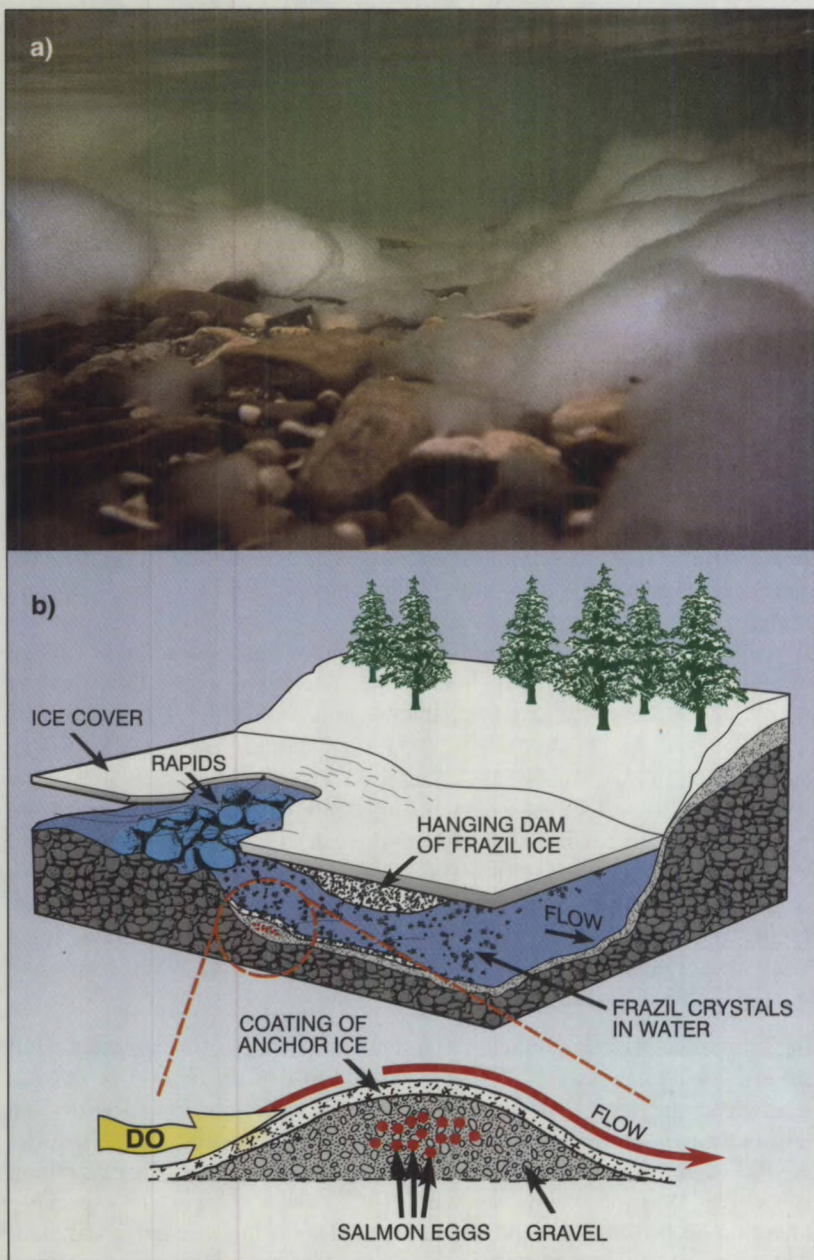 a)
b)
ICE COVER
RAPIDS
HANGING DAM
OF FRAZIL ICE
FLOW
FRAZIL CRYSTALS
IN WATER
COATING OF
ANCHOR ICE
FLOW
DO
SALMON EGGS
GRAVEL